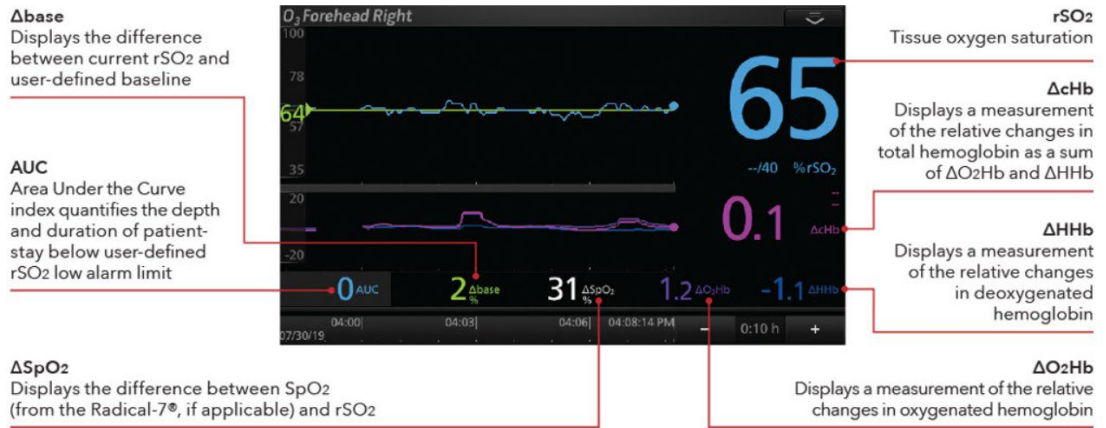 Δbase
Displays the difference
between current rSO2 and
user-defined baseline
AUC
Area Under the Curve
index quantifies the depth
and duration of patient-
stay below user-defined
rSO2 low alarm limit
ΔSpO2
Displays the difference between SpO2
(from the Radical-7®, if applicable) and rSO2
O3 Forehead Right
100
78
64
57
35
20
-20
65
--/40 %rSO2
--
0.1 ΔcHb
0 AUC
2 Δbase %
31 ΔSpO2 %
1.2 ΔO2Hb
-1.1 ΔHHb
04:00| 04:03| 04:06| 04:08:14 PM
07/30/19
- 0:10 h +
rSO2
Tissue oxygen saturation
ΔcHb
Displays a measurement
of the relative changes in
total hemoglobin as a sum
of ΔO2Hb and ΔHHb
ΔHHb
Displays a measurement
of the relative changes
in deoxygenated
hemoglobin
ΔO2Hb
Displays a measurement of the relative
changes in oxygenated hemoglobin